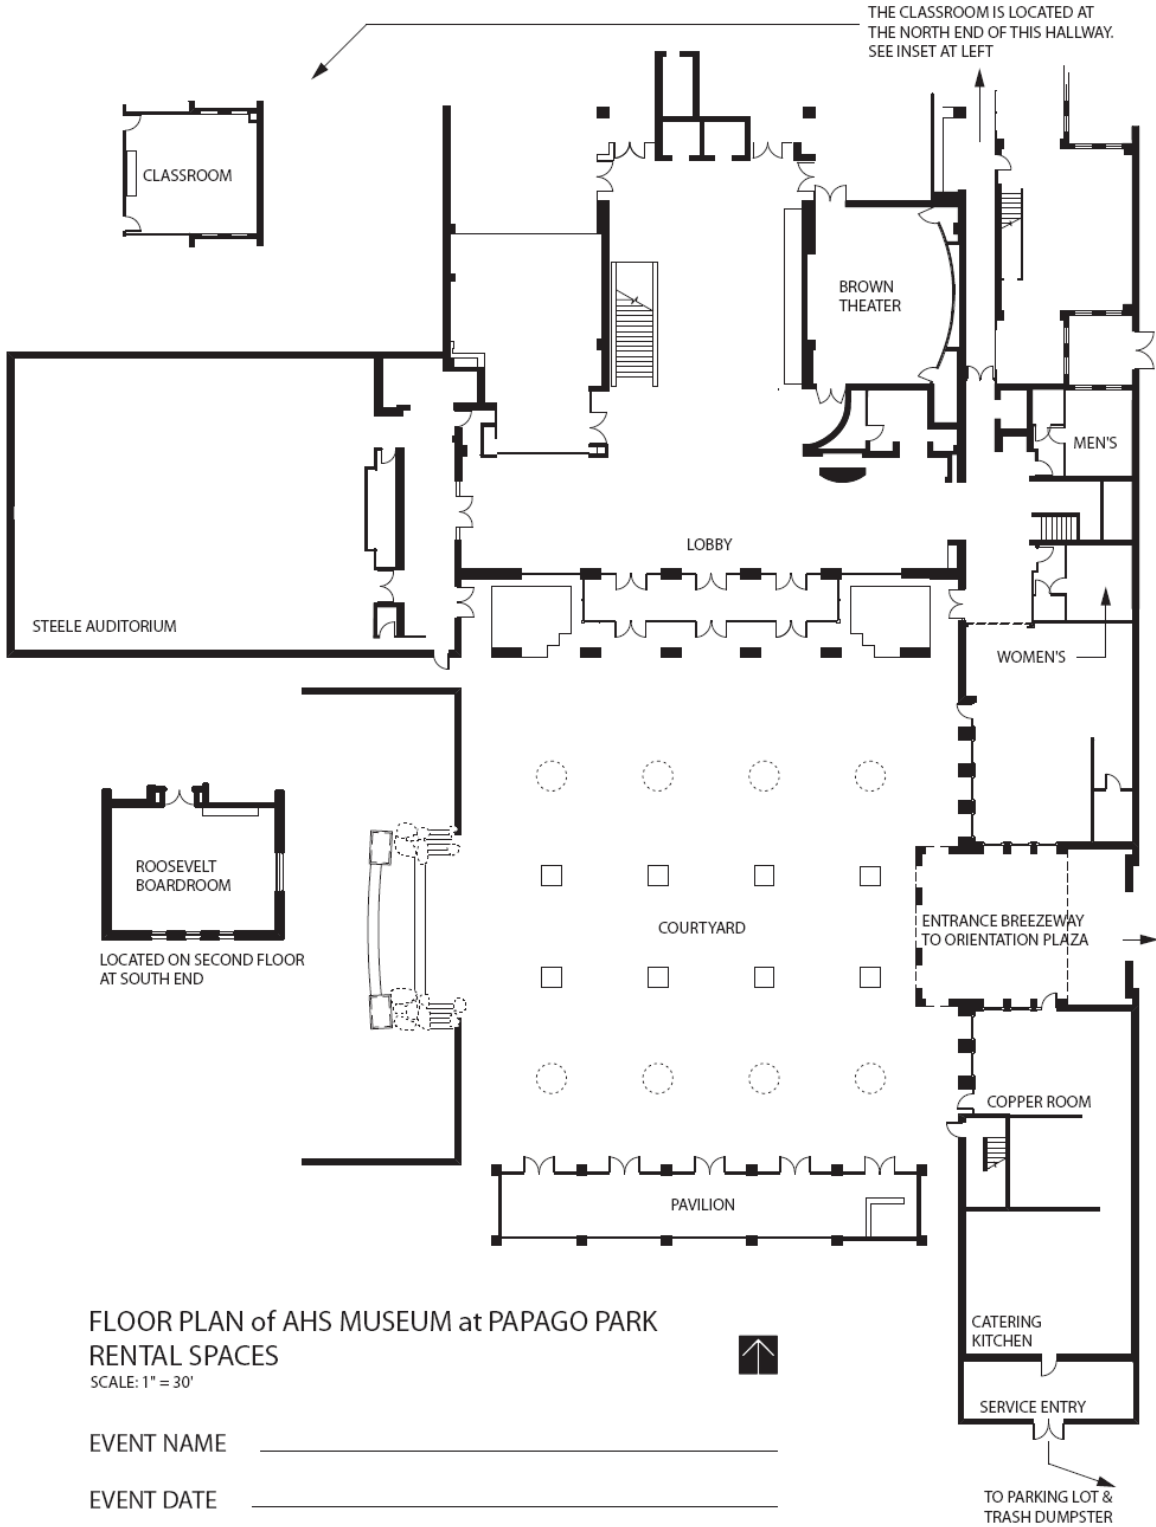 THE CLASSROOM IS LOCATED AT
THE NORTH END OF THIS HALLWAY.
SEE INSET AT LEFT
CLASSROOM
BROWN
THEATER
MEN'S
LOBBY
STEELE AUDITORIUM
WOMEN'S
ROOSEVELT
BOARDROOM
LOCATED ON SECOND FLOOR
AT SOUTH END
COURTYARD
ENTRANCE BREEZEWAY
TO ORIENTATION PLAZA
COPPER ROOM
PAVILION
CATERING
KITCHEN
SERVICE ENTRY
TO PARKING LOT &
TRASH DUMPSTER
FLOOR PLAN of AHS MUSEUM at PAPAGO PARK
RENTAL SPACES
SCALE: 1" = 30'
EVENT NAME
EVENT DATE